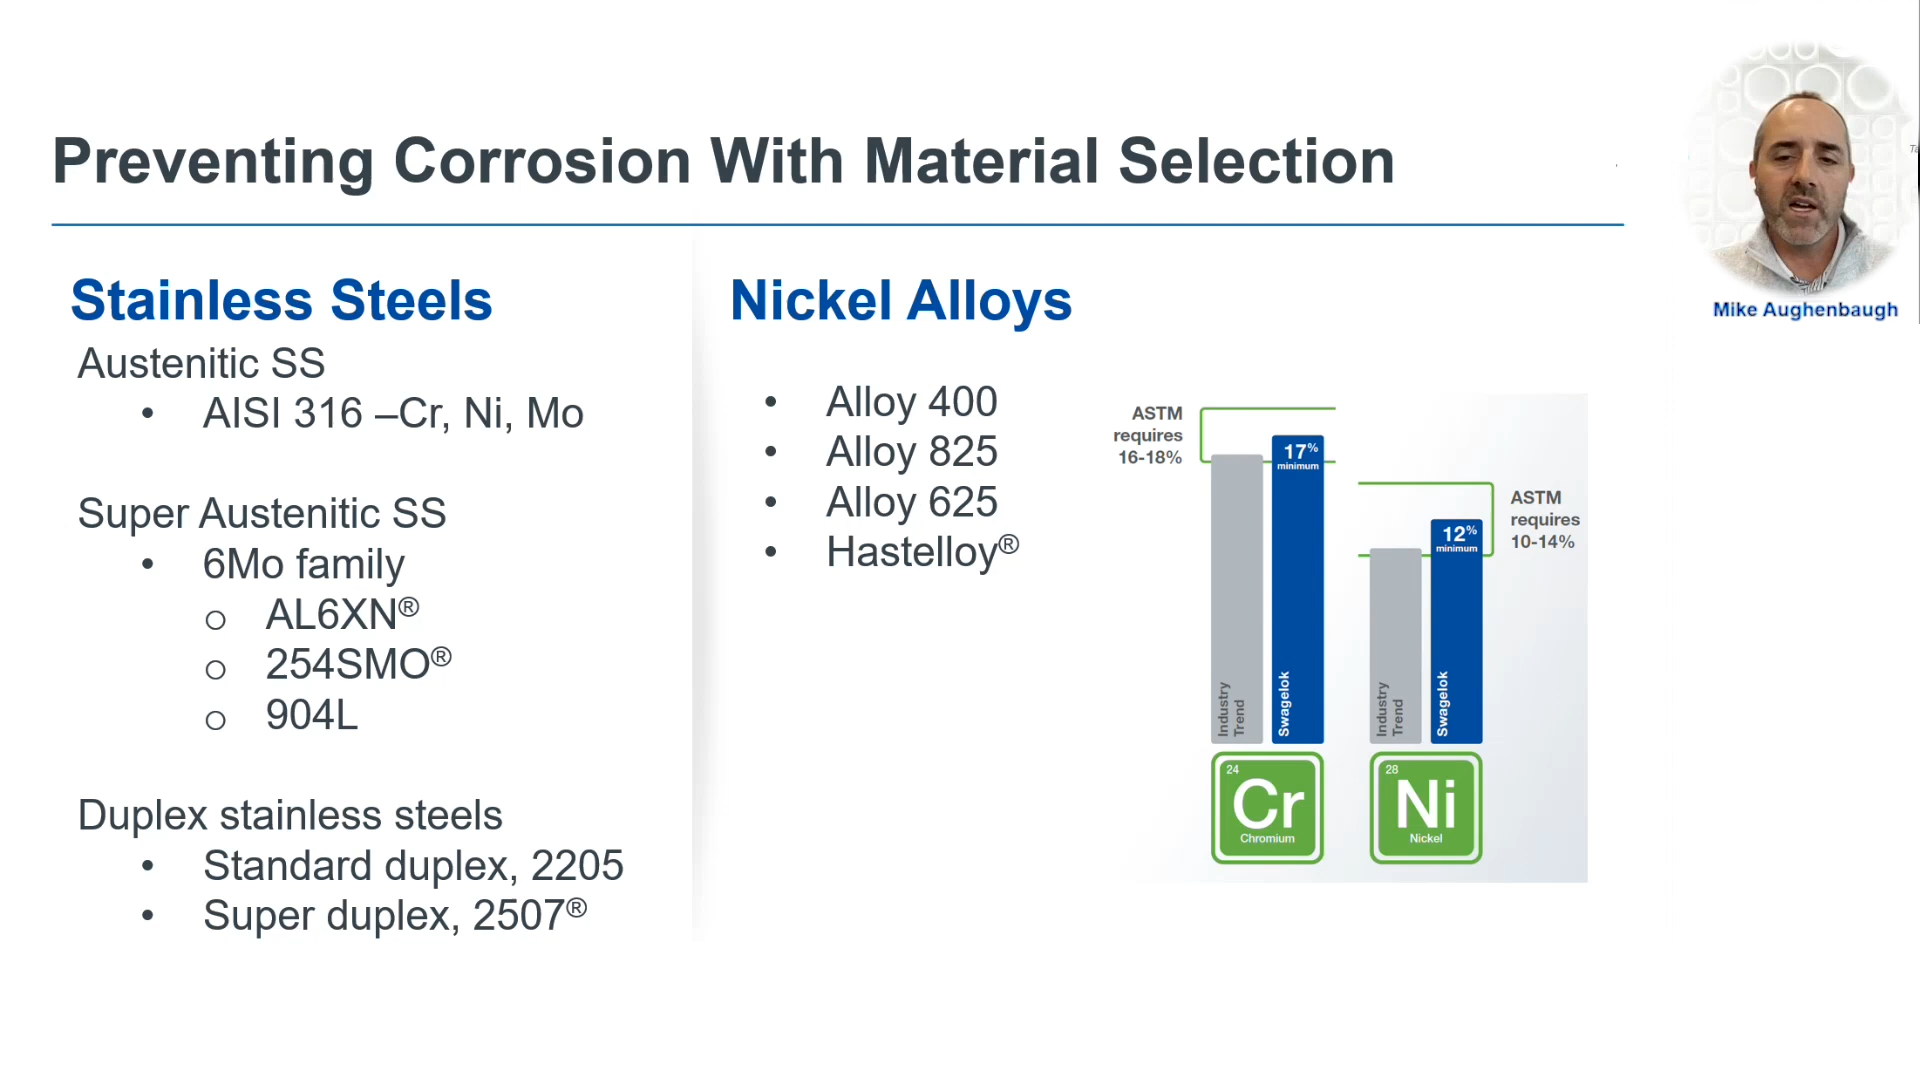 Preventing Corrosion With Material Selection
Mike Aughenbaugh
Stainless Steels
Austenitic SS
• AISI 316 –Cr, Ni, Mo
Super Austenitic SS
• 6Mo family
o AL6XN®
o 254SMO®
o 904L
Duplex stainless steels
• Standard duplex, 2205
• Super duplex, 2507®
Nickel Alloys
• Alloy 400
• Alloy 825
• Alloy 625
• Hastelloy®
ASTM
requires
16-18%
17%
minimum
Industry
Trend
Swagelok
24
Cr
Chromium
12%
minimum
ASTM
requires
10-14%
Industry
Trend
Swagelok
28
Ni
Nickel